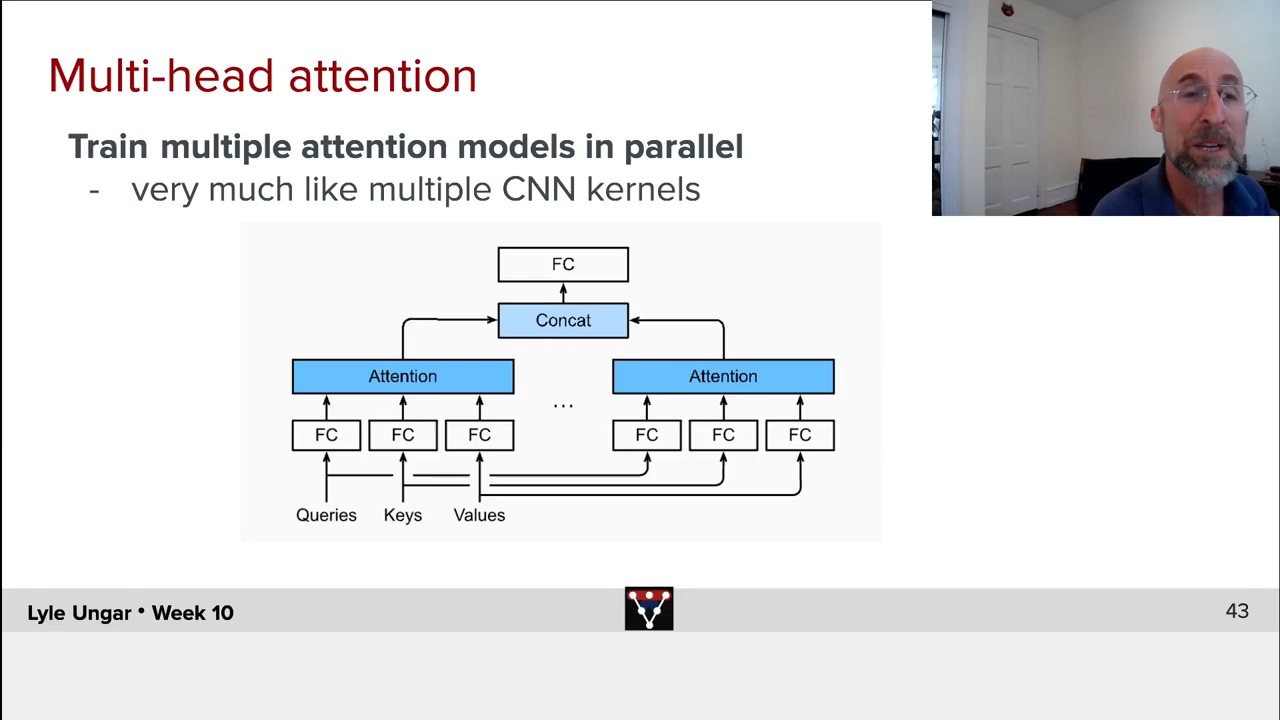 Multi-head attention
Train multiple attention models in parallel
- very much like multiple CNN kernels
FC
Concat
Attention Attention
...
FC FC FC FC FC FC
Queries Keys Values
Lyle Ungar • Week 10
43